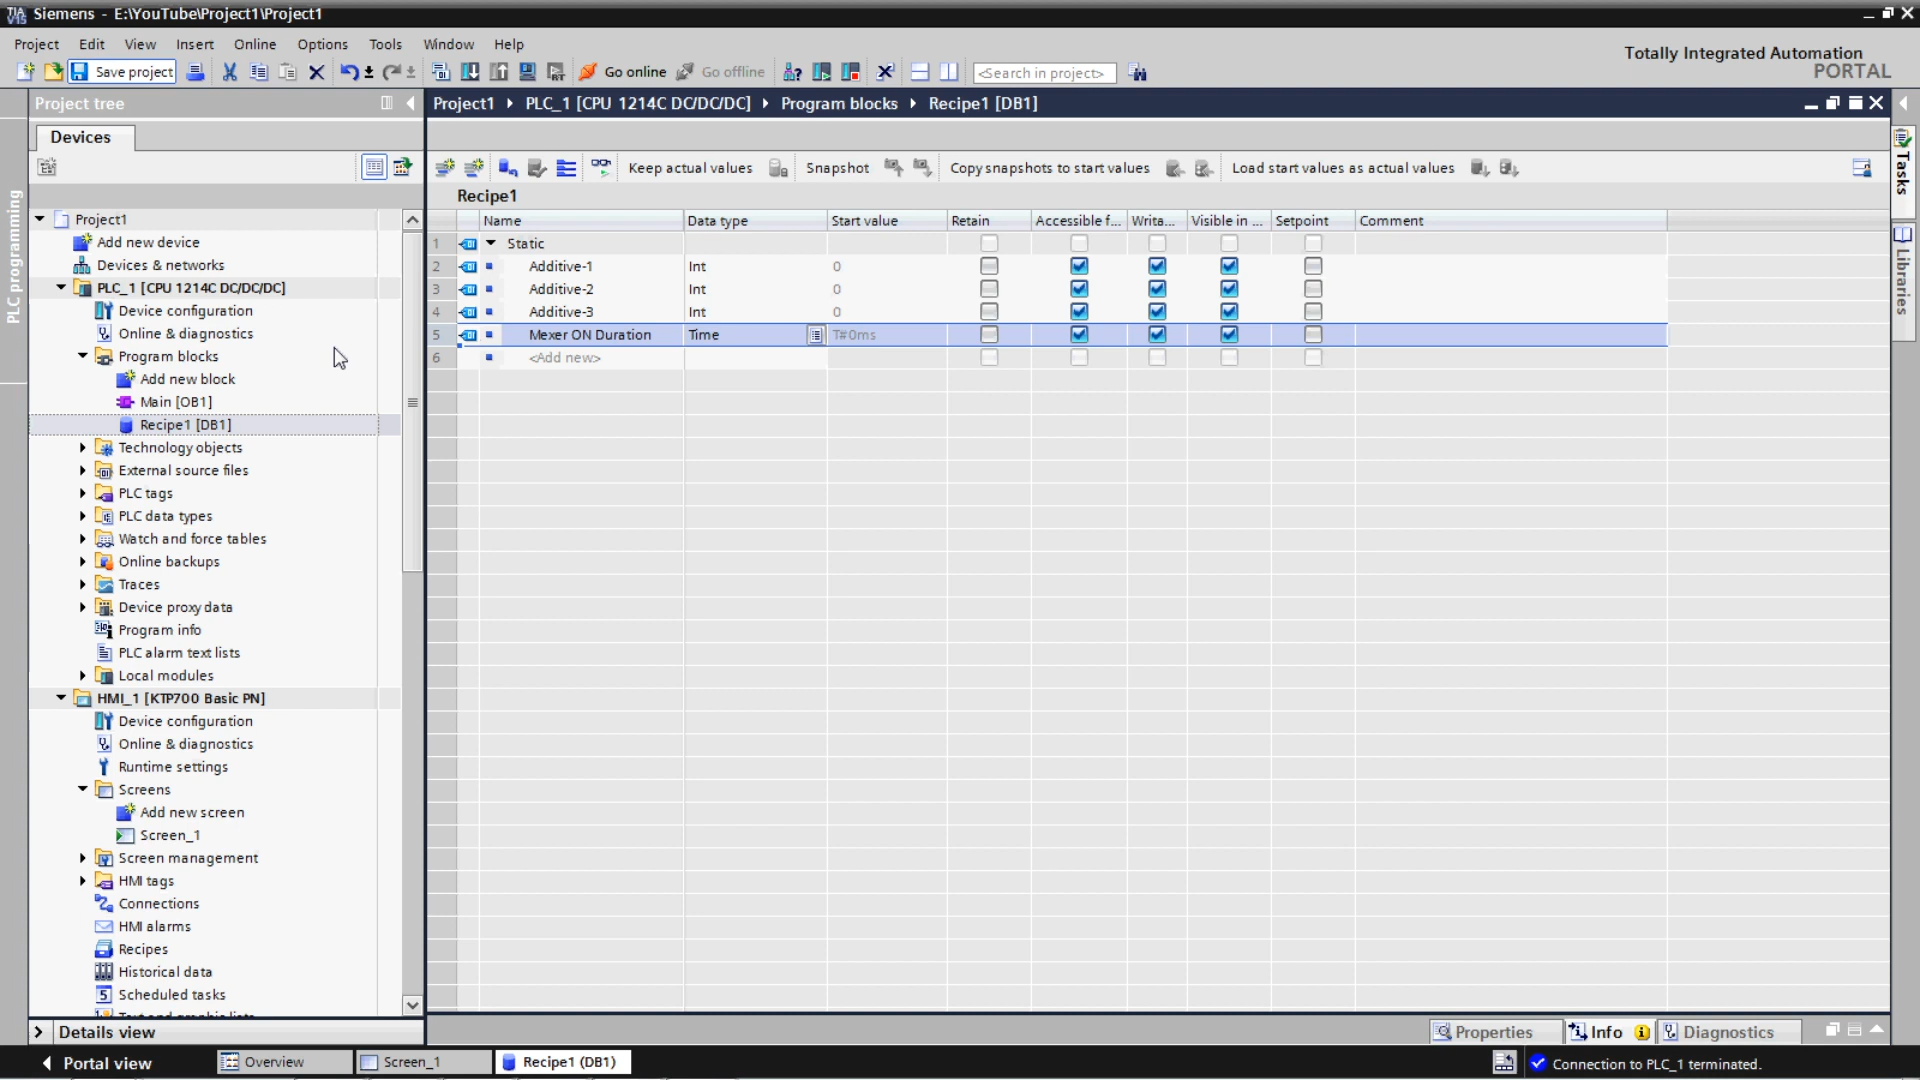 Siemens - E:\YouTube\Project1\Project1
Project Edit View Insert Online Options Tools Window Help
Totally Integrated Automation
PORTAL
Save project Go online Go offline <Search in project>
Project tree
Project1 PLC_1 [CPU 1214C DC/DC/DC] Program blocks Recipe1 [DB1]
Devices
Keep actual values Snapshot Copy snapshots to start values Load start values as actual values
Recipe1
Name Data type Start value Retain Accessible f... Writa... Visible in ... Setpoint Comment
1 Static
2 Additive-1 Int 0
3 Additive-2 Int 0
4 Additive-3 Int 0
5 Mexer ON Duration Time T#0ms
6 <Add new>
PLC programming
Project1
Add new device
Devices & networks
PLC_1 [CPU 1214C DC/DC/DC]
Device configuration
Online & diagnostics
Program blocks
Add new block
Main [OB1]
Recipe1 [DB1]
Technology objects
External source files
PLC tags
PLC data types
Watch and force tables
Online backups
Traces
Device proxy data
Program info
PLC alarm text lists
Local modules
HMI_1 [KTP700 Basic PN]
Device configuration
Online & diagnostics
Runtime settings
Screens
Add new screen
Screen_1
Screen management
HMI tags
Connections
HMI alarms
Recipes
Historical data
Scheduled tasks
Tasks
Libraries
Details view
Properties Info Diagnostics
Portal view Overview Screen_1 Recipe1 (DB1) Connection to PLC_1 terminated.